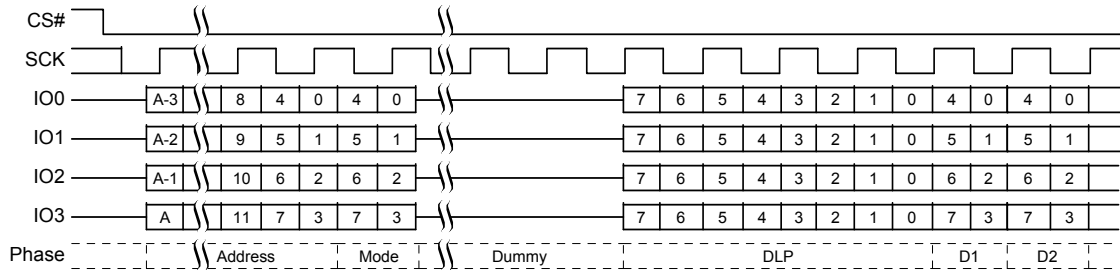 CS#
SCK
IO0 A-3 8 4 0 4 0 7 6 5 4 3 2 1 0 4 0 4 0
IO1 A-2 9 5 1 5 1 7 6 5 4 3 2 1 0 5 1 5 1
IO2 A-1 10 6 2 6 2 7 6 5 4 3 2 1 0 6 2 6 2
IO3 A 11 7 3 7 3 7 6 5 4 3 2 1 0 7 3 7 3
Phase Address Mode Dummy DLP D1 D2